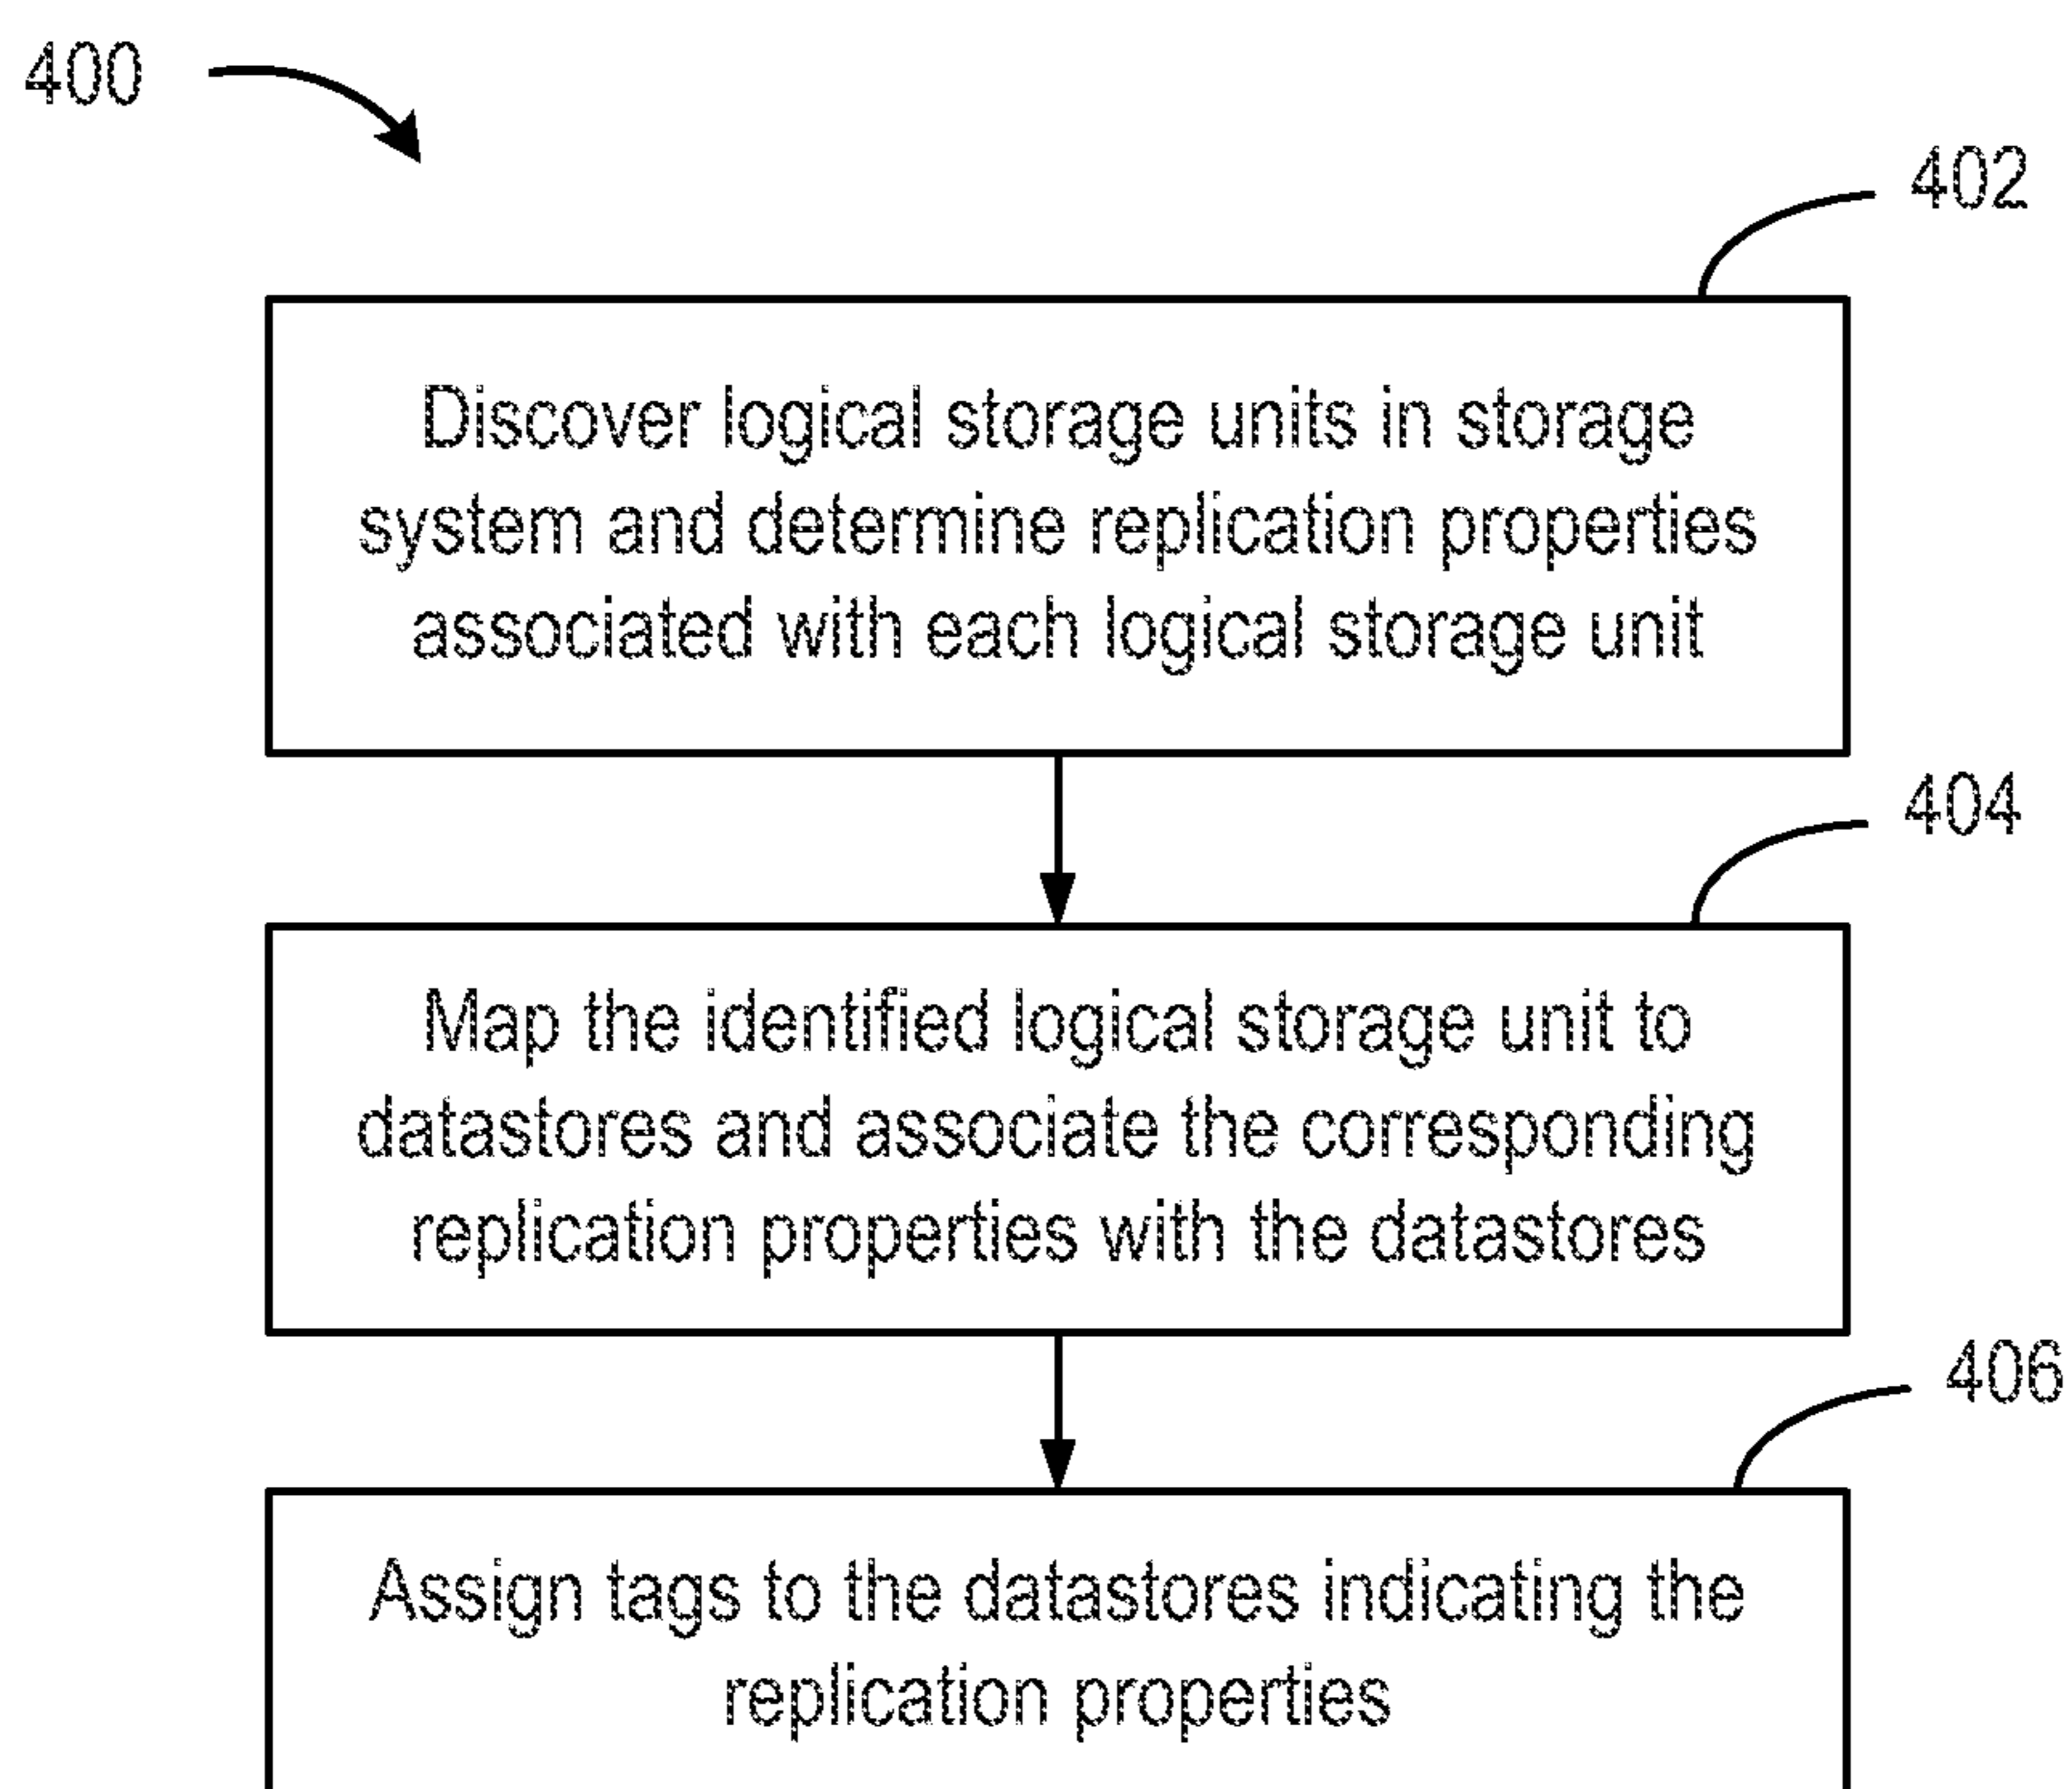 400
402
Discover logical storage units in storage
system and determine replication properties
associated with each logical storage unit
404
Map the identified logical storage unit to
datastores and associate the corresponding
replication properties with the datastores
406
Assign tags to the datastores indicating the
replication properties